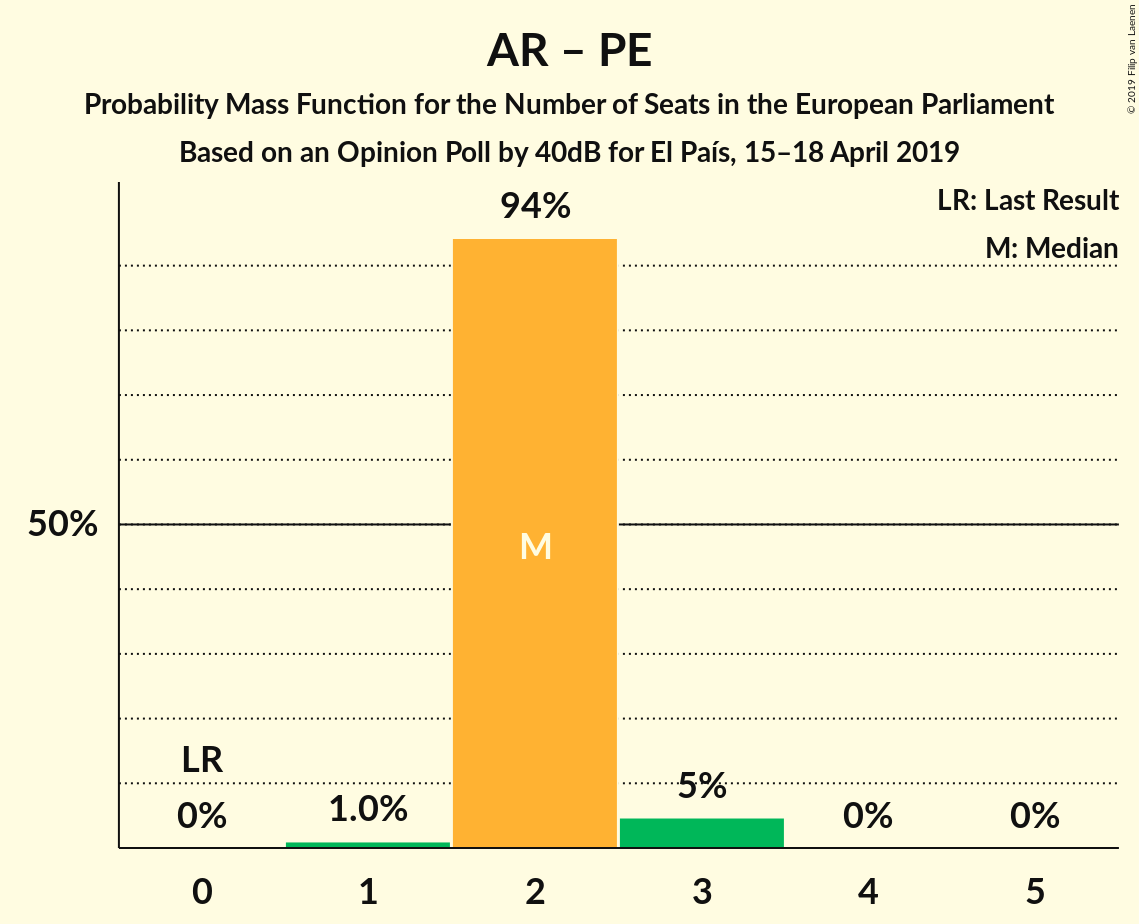 AR – PE
Probability Mass Function for the Number of Seats in the European Parliament
Based on an Opinion Poll by 40dB for El País, 15–18 April 2019
© 2019 Filip van Laenen
LR: Last Result
M: Median
94%
50%
M
LR
0%
1.0%
5%
0%
0%
0 1 2 3 4 5